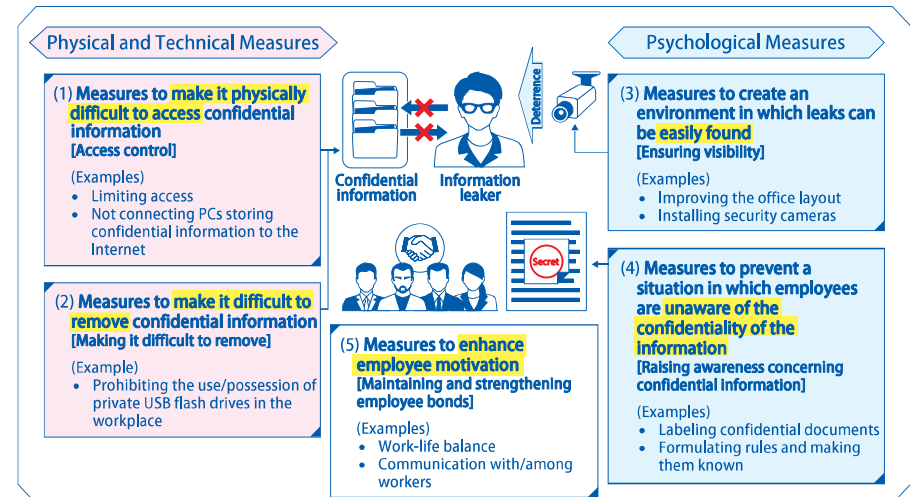 Physical and Technical Measures
(1) Measures to make it physically
difficult to access confidential
information
[Access control]
(Examples)
• Limiting access
• Not connecting PCs storing
confidential information to the
Internet
(2) Measures to make it difficult to
remove confidential information
[Making it difficult to remove]
(Example)
• Prohibiting the use/possession of
private USB flash drives in the
workplace
Confidential
information
Information
leaker
Deterrence
Secret
(5) Measures to enhance
employee motivation
[Maintaining and strengthening
employee bonds]
(Examples)
• Work-life balance
• Communication with/among
workers
Psychological Measures
(3) Measures to create an
environment in which leaks can
be easily found
[Ensuring visibility]
(Examples)
• Improving the office layout
• Installing security cameras
(4) Measures to prevent a
situation in which employees
are unaware of the
confidentiality of the
information
[Raising awareness concerning
confidential information]
(Examples)
• Labeling confidential documents
• Formulating rules and making
them known